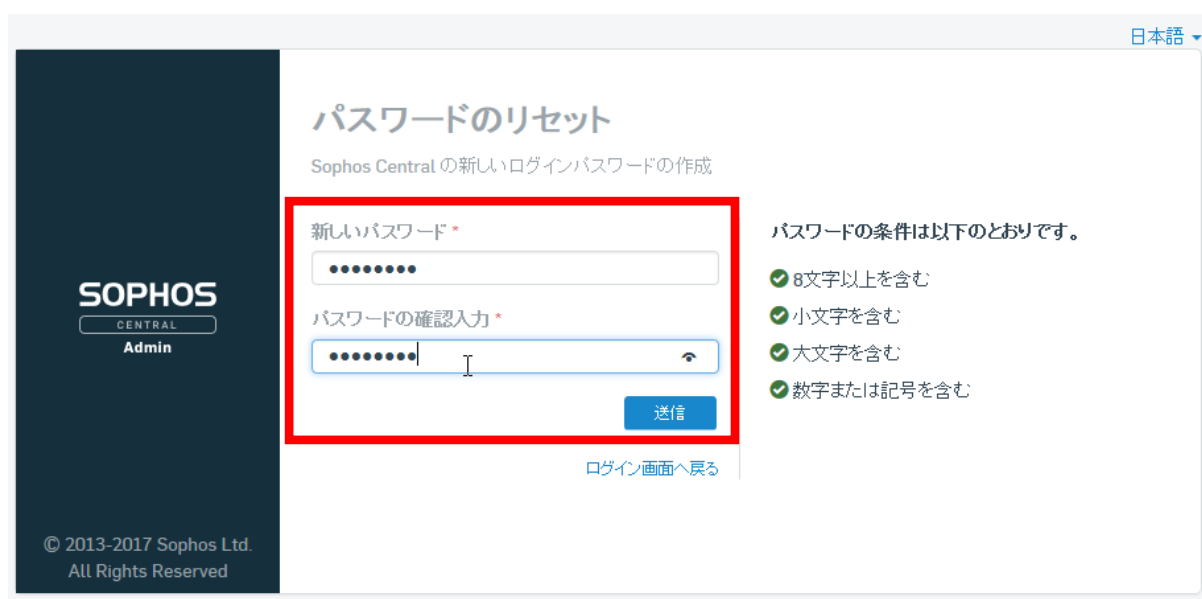 日本語
パスワードのリセット
Sophos Central の新しいログインパスワードの作成
新しいパスワード *
••••••••
パスワードの確認入力 *
••••••••
送信
ログイン画面へ戻る
パスワードの条件は以下のとおりです。
8文字以上を含む
小文字を含む
大文字を含む
数字または記号を含む
SOPHOS
CENTRAL
Admin
© 2013-2017 Sophos Ltd.
All Rights Reserved